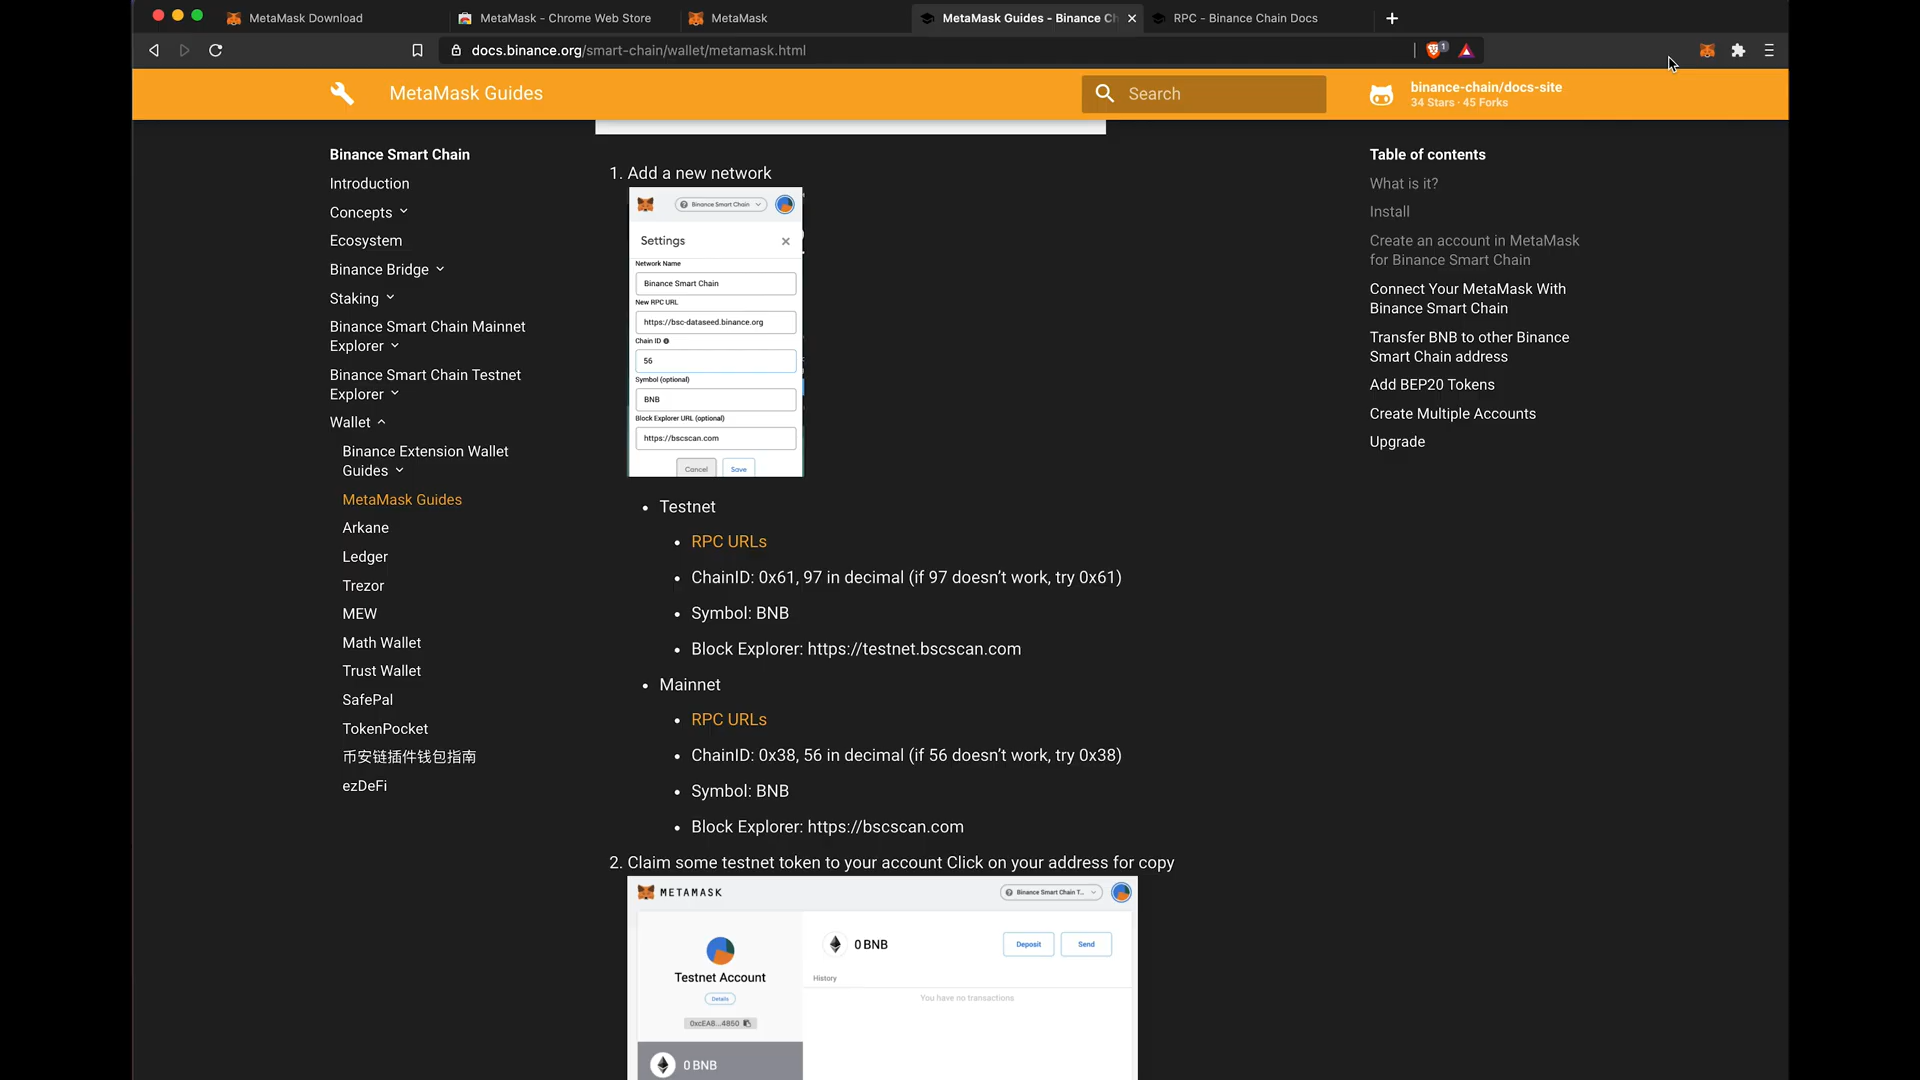 MetaMask Download
MetaMask - Chrome Web Store
MetaMask
MetaMask Guides - Binance Ch
RPC - Binance Chain Docs
docs.binance.org/smart-chain/wallet/metamask.html
1
MetaMask Guides
Search
binance-chain/docs-site
34 Stars · 45 Forks
Binance Smart Chain
Introduction
Concepts
Ecosystem
Binance Bridge
Staking
Binance Smart Chain Mainnet
Explorer
Binance Smart Chain Testnet
Explorer
Wallet
Binance Extension Wallet
Guides
MetaMask Guides
Arkane
Ledger
Trezor
MEW
Math Wallet
Trust Wallet
SafePal
TokenPocket
币安链插件钱包指南
ezDeFi
1. Add a new network
Binance Smart Chain
Settings
Network Name
Binance Smart Chain
New RPC URL
https://bsc-dataseed.binance.org
Chain ID
56
Symbol (optional)
BNB
Block Explorer URL (optional)
https://bscscan.com
Cancel
Save
• Testnet
• RPC URLs
• ChainID: 0x61, 97 in decimal (if 97 doesn’t work, try 0x61)
• Symbol: BNB
• Block Explorer: https://testnet.bscscan.com
• Mainnet
• RPC URLs
• ChainID: 0x38, 56 in decimal (if 56 doesn’t work, try 0x38)
• Symbol: BNB
• Block Explorer: https://bscscan.com
2. Claim some testnet token to your account Click on your address for copy
METAMASK
Binance Smart Chain T...
Testnet Account
Details
0xcEA8...4850
0 BNB
0 BNB
Deposit
Send
History
You have no transactions
Table of contents
What is it?
Install
Create an account in MetaMask
for Binance Smart Chain
Connect Your MetaMask With
Binance Smart Chain
Transfer BNB to other Binance
Smart Chain address
Add BEP20 Tokens
Create Multiple Accounts
Upgrade